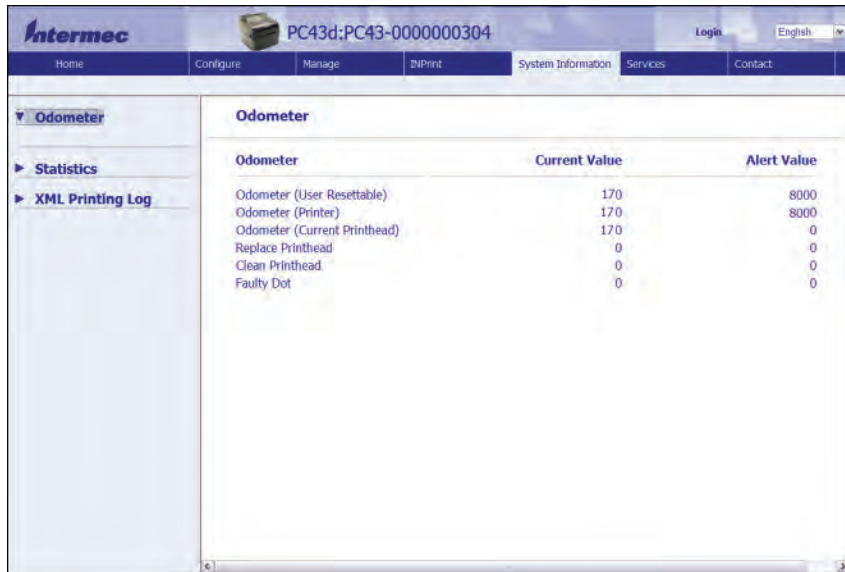 Intermec PC43d:PC43-0000000304 Login English
Home Configure Manage INPrint System Information Services Contact
Odometer
Statistics
XML Printing Log
Odometer
Odometer Current Value Alert Value
Odometer (User Resettable) 170 8000
Odometer (Printer) 170 8000
Odometer (Current Printhead) 170 0
Replace Printhead 0 0
Clean Printhead 0 0
Faulty Dot 0 0